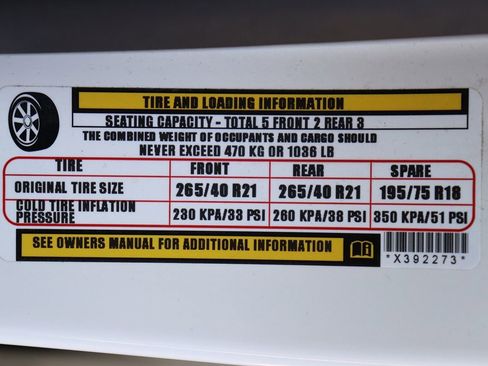 TIRE AND LOADING INFORMATION
SEATING CAPACITY - TOTAL 5 FRONT 2 REAR 3
THE COMBINED WEIGHT OF OCCUPANTS AND CARGO SHOULD
NEVER EXCEED 470 KG OR 1036 LB
TIRE FRONT REAR SPARE
ORIGINAL TIRE SIZE 265/40 R21 265/40 R21 195/75 R18
COLD TIRE INFLATION PRESSURE 230 KPA/33 PSI 260 KPA/38 PSI 350 KPA/51 PSI
SEE OWNERS MANUAL FOR ADDITIONAL INFORMATION
*X392273*